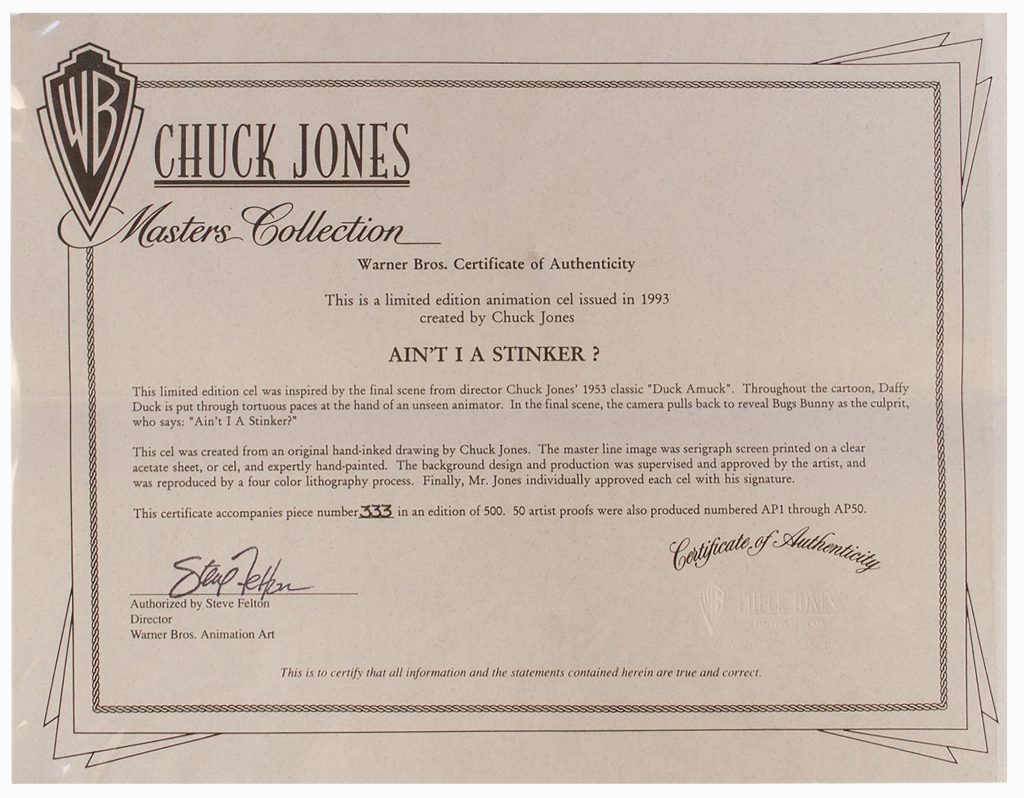 WB
CHUCK JONES
Masters Collection
Warner Bros. Certificate of Authenticity
This is a limited edition animation cel issued in 1993
created by Chuck Jones
AIN'T I A STINKER ?
This limited edition cel was inspired by the final scene from director Chuck Jones' 1953 classic "Duck Amuck". Throughout the cartoon, Daffy
Duck is put through tortuous paces at the hand of an unseen animator. In the final scene, the camera pulls back to reveal Bugs Bunny as the culprit,
who says: "Ain't I A Stinker?"
This cel was created from an original hand-inked drawing by Chuck Jones. The master line image was serigraph screen printed on a clear
acetate sheet, or cel, and expertly hand-painted. The background design and production was supervised and approved by the artist, and
was reproduced by a four color lithography process. Finally, Mr. Jones individually approved each cel with his signature.
This certificate accompanies piece number 333 in an edition of 500. 50 artist proofs were also produced numbered AP1 through AP50.
Certificate of Authenticity
Steve Felton
WB CHUCK JONES
Authorized by Steve Felton
Director
Warner Bros. Animation Art
This is to certify that all information and the statements contained herein are true and correct.